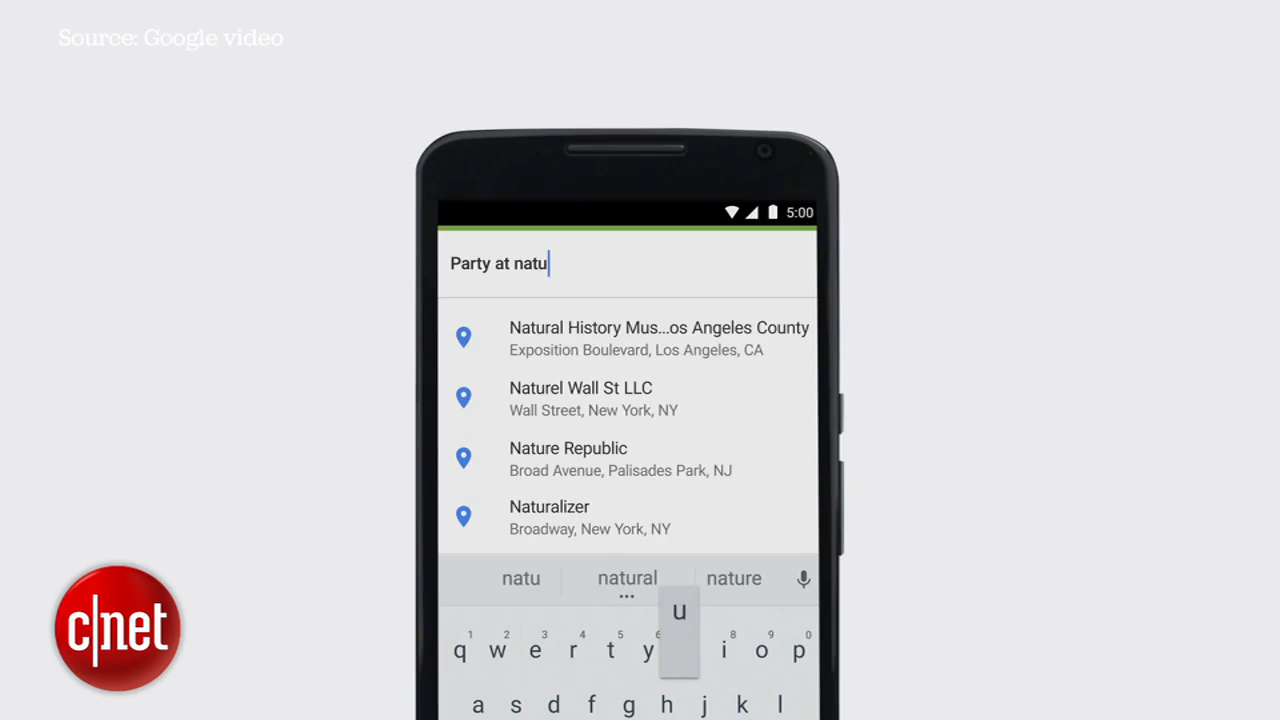 Source: Google video
5:00
Party at natu
Natural History Mus...os Angeles County
Exposition Boulevard, Los Angeles, CA
Naturel Wall St LLC
Wall Street, New York, NY
Nature Republic
Broad Avenue, Palisades Park, NJ
Naturalizer
Broadway, New York, NY
natu natural nature
...
u
1 2 3 4 5 6 8 9 0
q w e r t y i o p
a s d f g h j k l
c|net